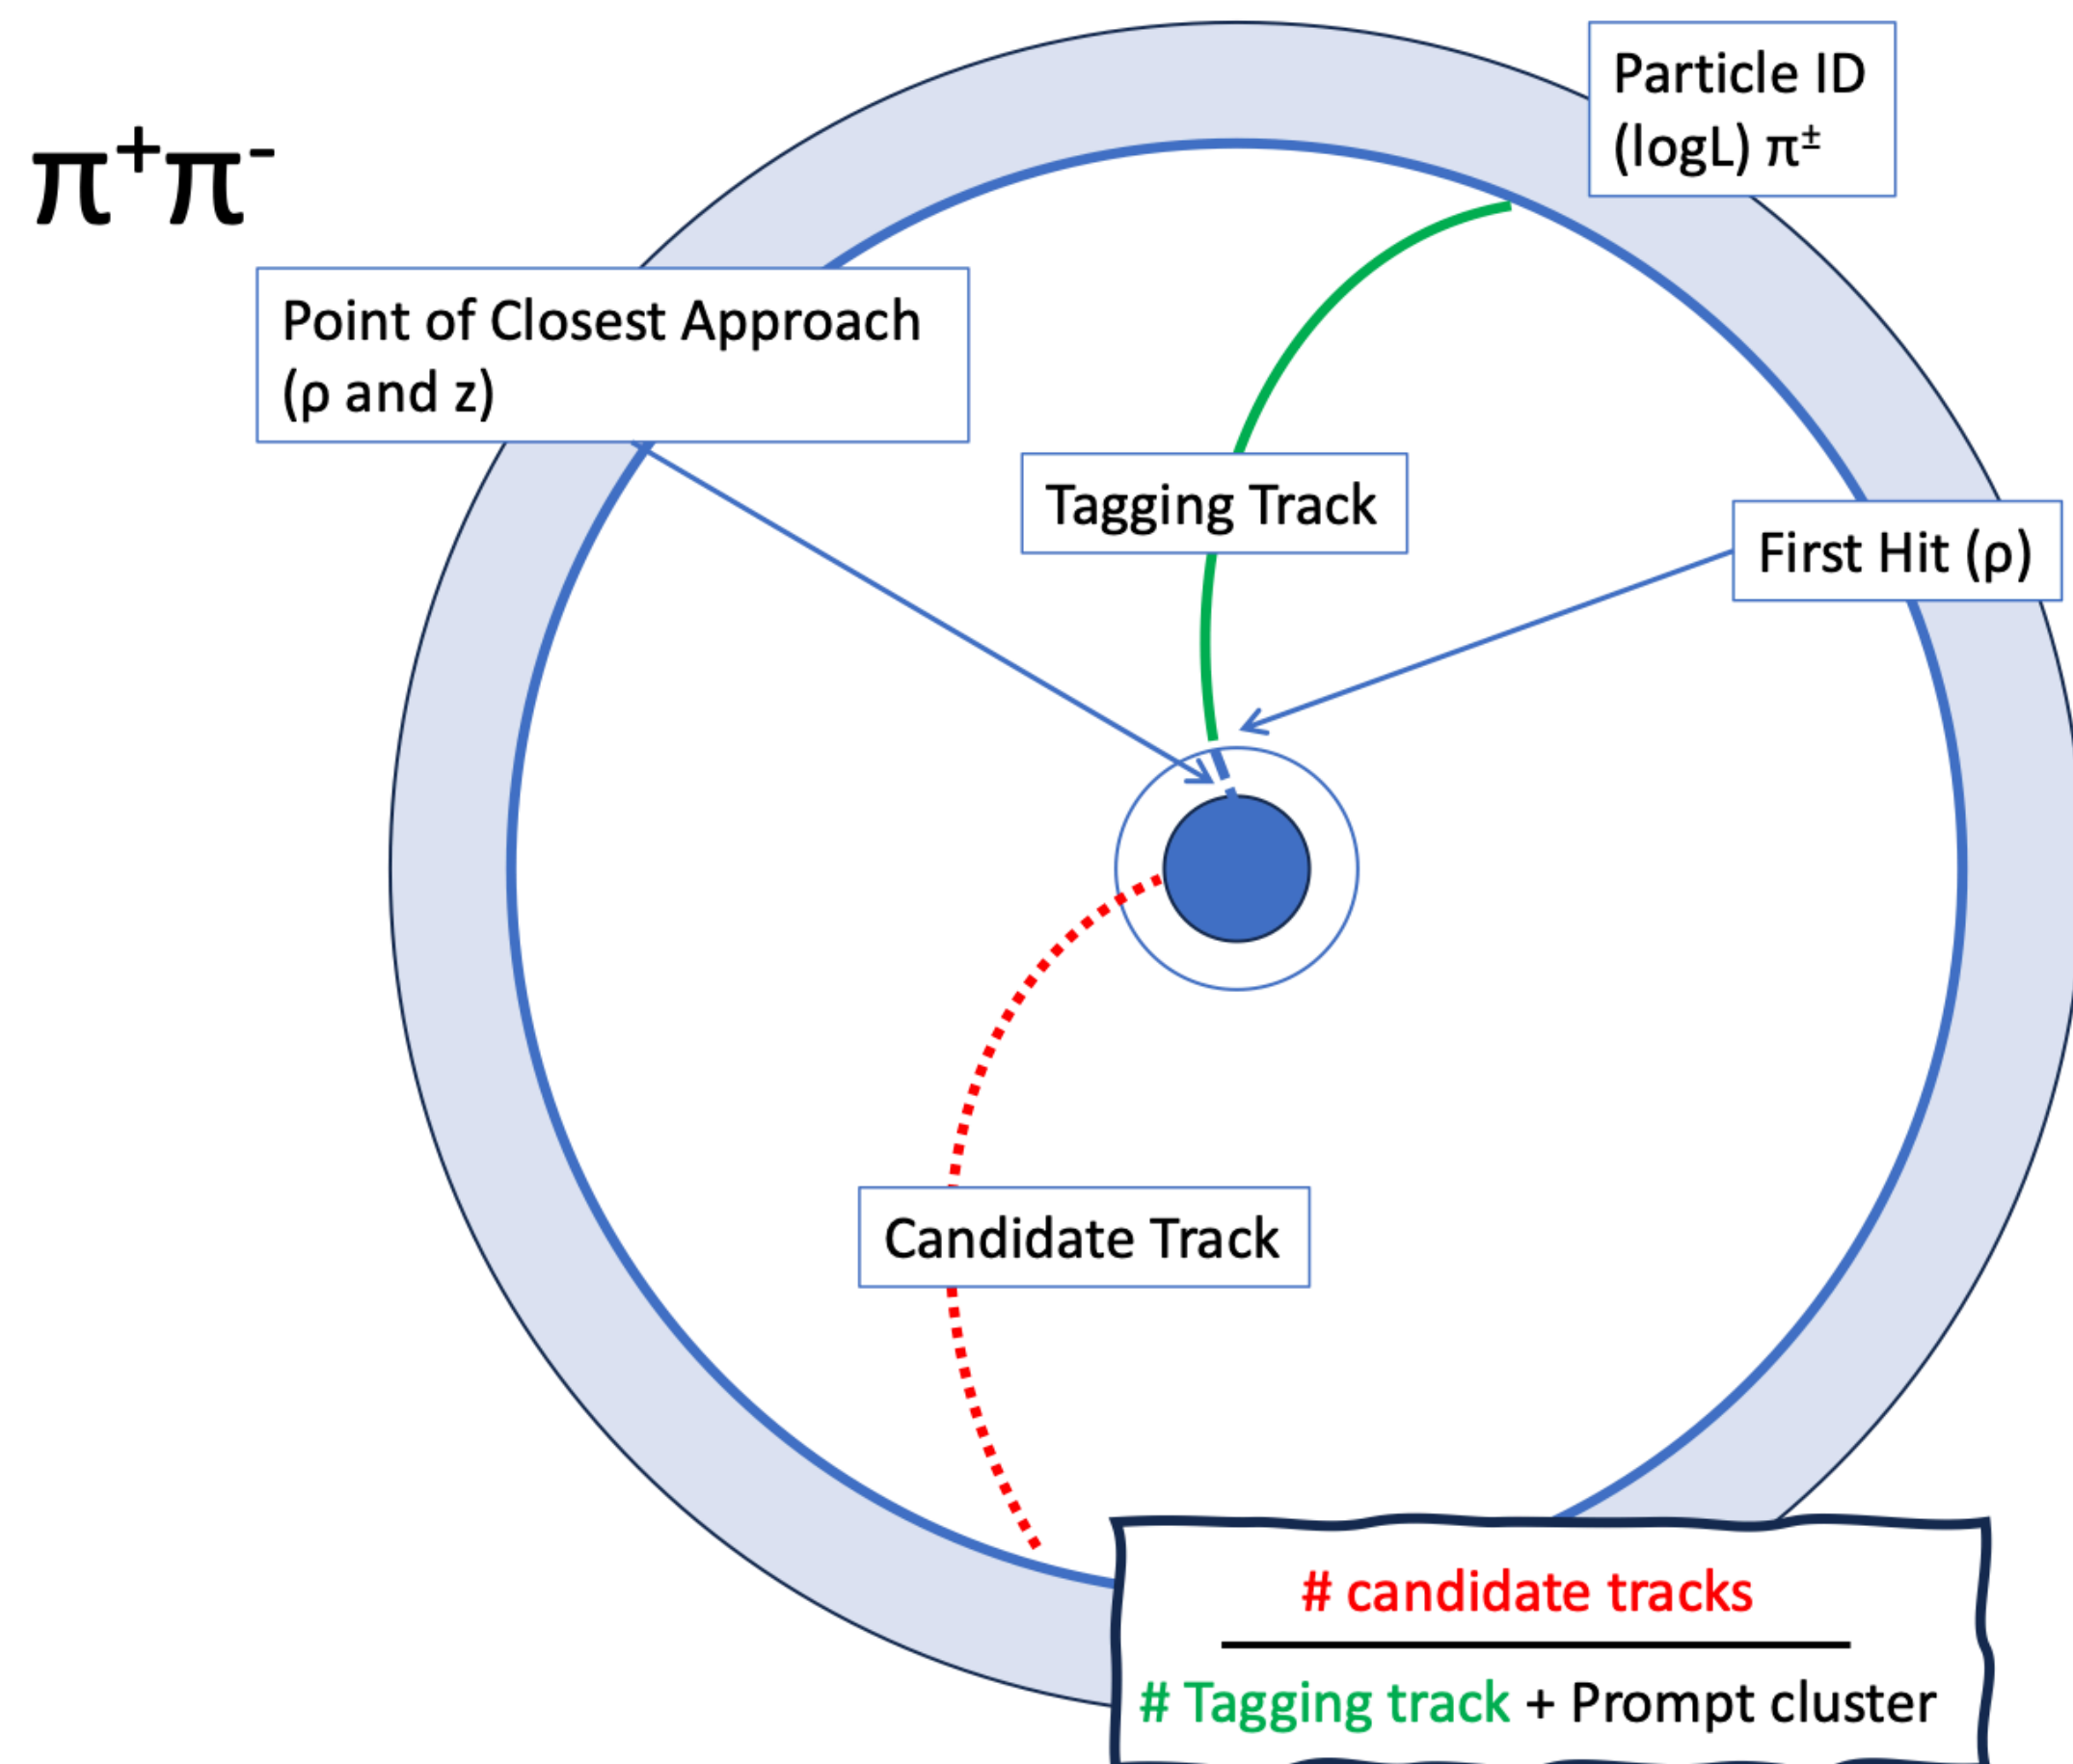 π⁺π⁻
Particle ID
(logL) π±
Point of Closest Approach
(ρ and z)
Tagging Track
First Hit (ρ)
Candidate Track
# candidate tracks
# Tagging track + Prompt cluster